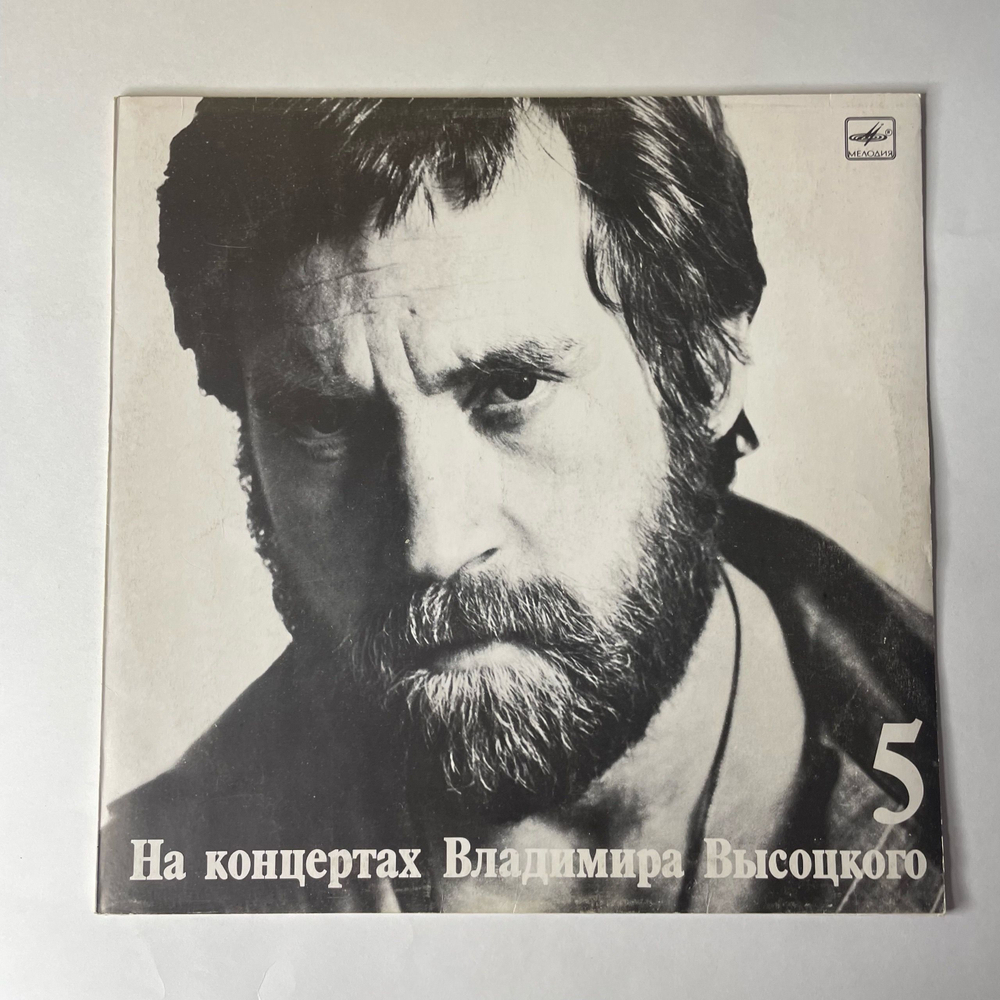 МЕЛОДИЯ
5
На концертах Владимира Высоцкого